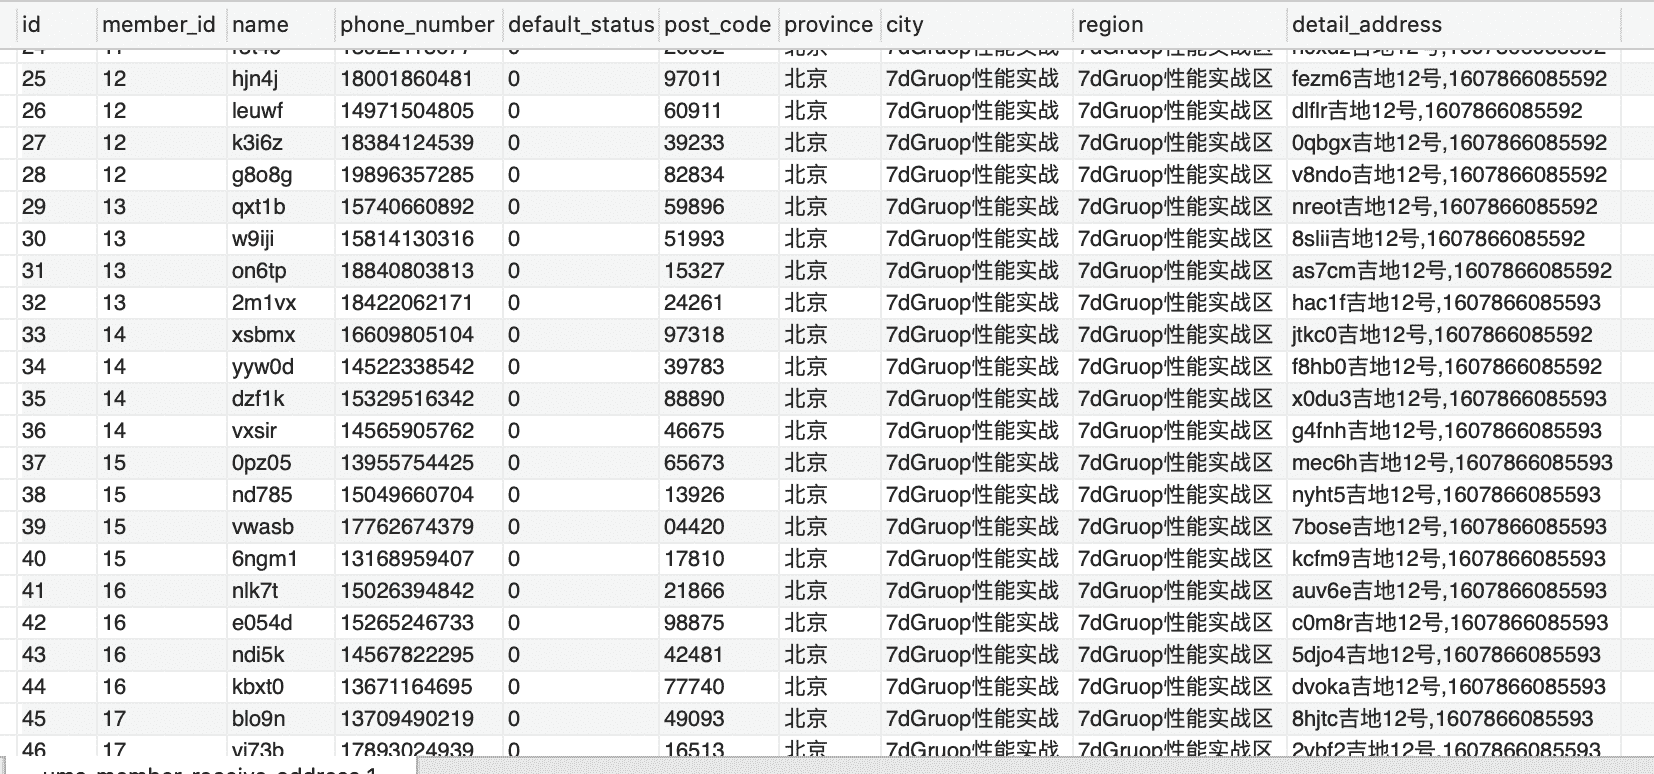 id member_id name phone_number default_status post_code province city region detail_address
25 12 hjn4j 18001860481 0 97011 北京 7dGruop性能实战 7dGruop性能实战区 fezm6吉地12号,1607866085592
26 12 leuwf 14971504805 0 60911 北京 7dGruop性能实战 7dGruop性能实战区 dlflr吉地12号,1607866085592
27 12 k3i6z 18384124539 0 39233 北京 7dGruop性能实战 7dGruop性能实战区 0qbgx吉地12号,1607866085592
28 12 g8o8g 19896357285 0 82834 北京 7dGruop性能实战 7dGruop性能实战区 v8ndo吉地12号,1607866085592
29 13 qxt1b 15740660892 0 59896 北京 7dGruop性能实战 7dGruop性能实战区 nreot吉地12号,1607866085592
30 13 w9iji 15814130316 0 51993 北京 7dGruop性能实战 7dGruop性能实战区 8slii吉地12号,1607866085592
31 13 on6tp 18840803813 0 15327 北京 7dGruop性能实战 7dGruop性能实战区 as7cm吉地12号,1607866085592
32 13 2m1vx 18422062171 0 24261 北京 7dGruop性能实战 7dGruop性能实战区 hac1f吉地12号,1607866085593
33 14 xsbmx 16609805104 0 97318 北京 7dGruop性能实战 7dGruop性能实战区 jtkc0吉地12号,1607866085592
34 14 yyw0d 14522338542 0 39783 北京 7dGruop性能实战 7dGruop性能实战区 f8hb0吉地12号,1607866085592
35 14 dzf1k 15329516342 0 88890 北京 7dGruop性能实战 7dGruop性能实战区 x0du3吉地12号,1607866085593
36 14 vxsir 14565905762 0 46675 北京 7dGruop性能实战 7dGruop性能实战区 g4fnh吉地12号,1607866085593
37 15 0pz05 13955754425 0 65673 北京 7dGruop性能实战 7dGruop性能实战区 mec6h吉地12号,1607866085593
38 15 nd785 15049660704 0 13926 北京 7dGruop性能实战 7dGruop性能实战区 nyht5吉地12号,1607866085593
39 15 vwasb 17762674379 0 04420 北京 7dGruop性能实战 7dGruop性能实战区 7bose吉地12号,1607866085593
40 15 6ngm1 13168959407 0 17810 北京 7dGruop性能实战 7dGruop性能实战区 kcfm9吉地12号,1607866085593
41 16 nlk7t 15026394842 0 21866 北京 7dGruop性能实战 7dGruop性能实战区 auv6e吉地12号,1607866085593
42 16 e054d 15265246733 0 98875 北京 7dGruop性能实战 7dGruop性能实战区 c0m8r吉地12号,1607866085593
43 16 ndi5k 14567822295 0 42481 北京 7dGruop性能实战 7dGruop性能实战区 5djo4吉地12号,1607866085593
44 16 kbxt0 13671164695 0 77740 北京 7dGruop性能实战 7dGruop性能实战区 dvoka吉地12号,1607866085593
45 17 blo9n 13709490219 0 49093 北京 7dGruop性能实战 7dGruop性能实战区 8hjtc吉地12号,1607866085593
46 17 17893024939 0 16513 北京 7dGruop性能实战 7dGruop性能实战区